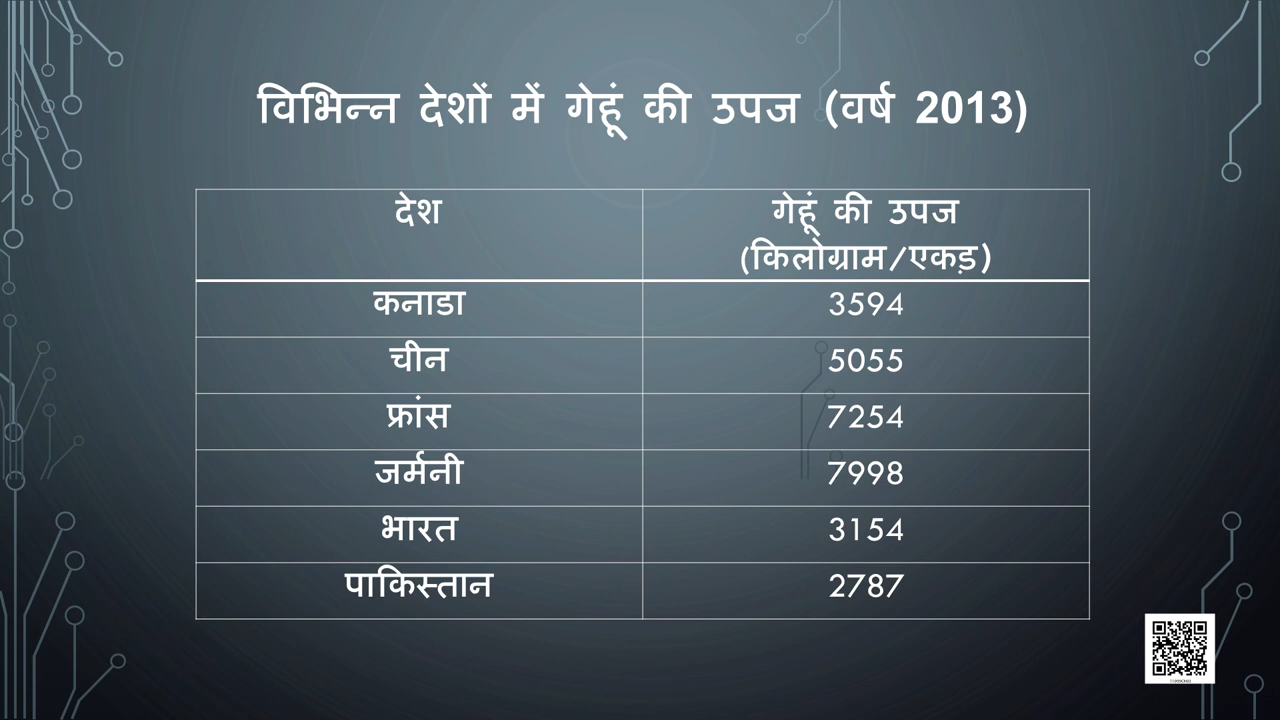 विभिन्न देशों में गेहूं की उपज (वर्ष 2013)
देश गेहूं की उपज
(किलोग्राम/एकड़)
कनाडा 3594
चीन 5055
फ्रांस 7254
जर्मनी 7998
भारत 3154
पाकिस्तान 2787